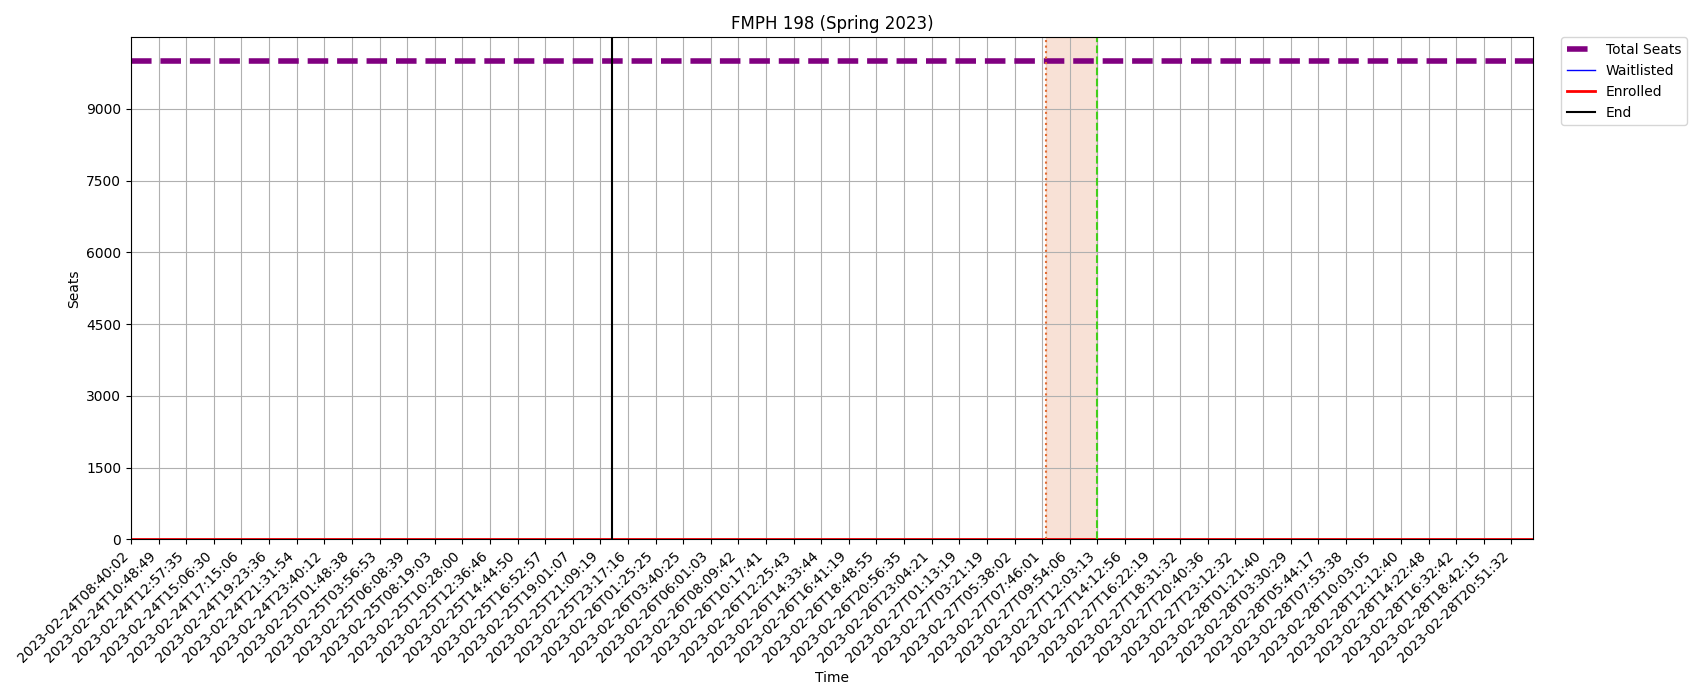 FMPH 198 (Spring 2023)
Total Seats
Waitlisted
Enrolled
End
Seats
9000
7500
6000
4500
3000
1500
0
2023-02-24T08:40:02
2023-02-24T10:48:49
2023-02-24T12:57:35
2023-02-24T15:06:30
2023-02-24T17:15:06
2023-02-24T19:23:36
2023-02-24T21:31:54
2023-02-24T23:40:12
2023-02-25T01:48:38
2023-02-25T03:56:53
2023-02-25T06:08:39
2023-02-25T08:19:03
2023-02-25T10:28:00
2023-02-25T12:36:46
2023-02-25T14:44:50
2023-02-25T16:52:57
2023-02-25T19:01:07
2023-02-25T21:09:19
2023-02-25T23:17:16
2023-02-26T01:25:25
2023-02-26T03:40:25
2023-02-26T06:01:03
2023-02-26T08:09:42
2023-02-26T10:17:41
2023-02-26T12:25:43
2023-02-26T14:33:44
2023-02-26T16:41:19
2023-02-26T18:48:55
2023-02-26T20:56:35
2023-02-26T23:04:21
2023-02-27T01:13:19
2023-02-27T03:21:19
2023-02-27T05:38:02
2023-02-27T07:46:01
2023-02-27T09:54:06
2023-02-27T12:03:13
2023-02-27T14:12:56
2023-02-27T16:22:19
2023-02-27T18:31:32
2023-02-27T20:40:36
2023-02-27T23:12:32
2023-02-28T01:21:40
2023-02-28T03:30:29
2023-02-28T05:44:17
2023-02-28T07:53:38
2023-02-28T10:03:05
2023-02-28T12:12:40
2023-02-28T14:22:48
2023-02-28T16:32:42
2023-02-28T18:42:15
2023-02-28T20:51:32
Time